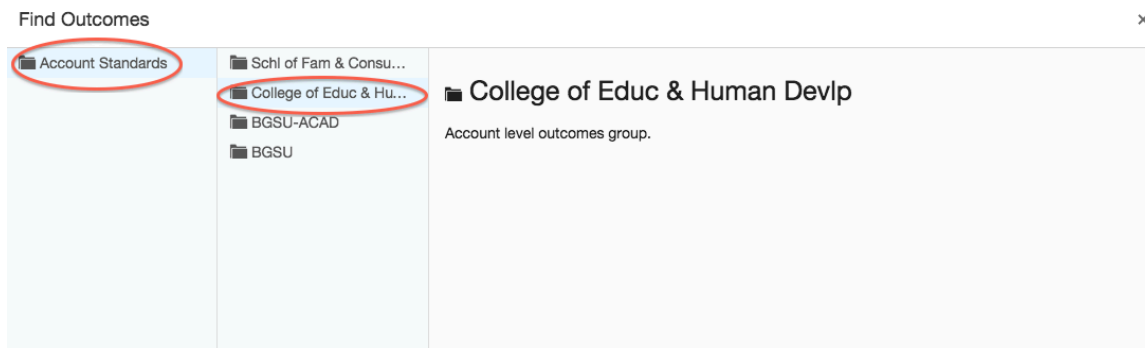 Find Outcomes
×
Account Standards
Schl of Fam & Consu...
College of Educ & Hu...
BGSU-ACAD
BGSU
College of Educ & Human Devlp
Account level outcomes group.